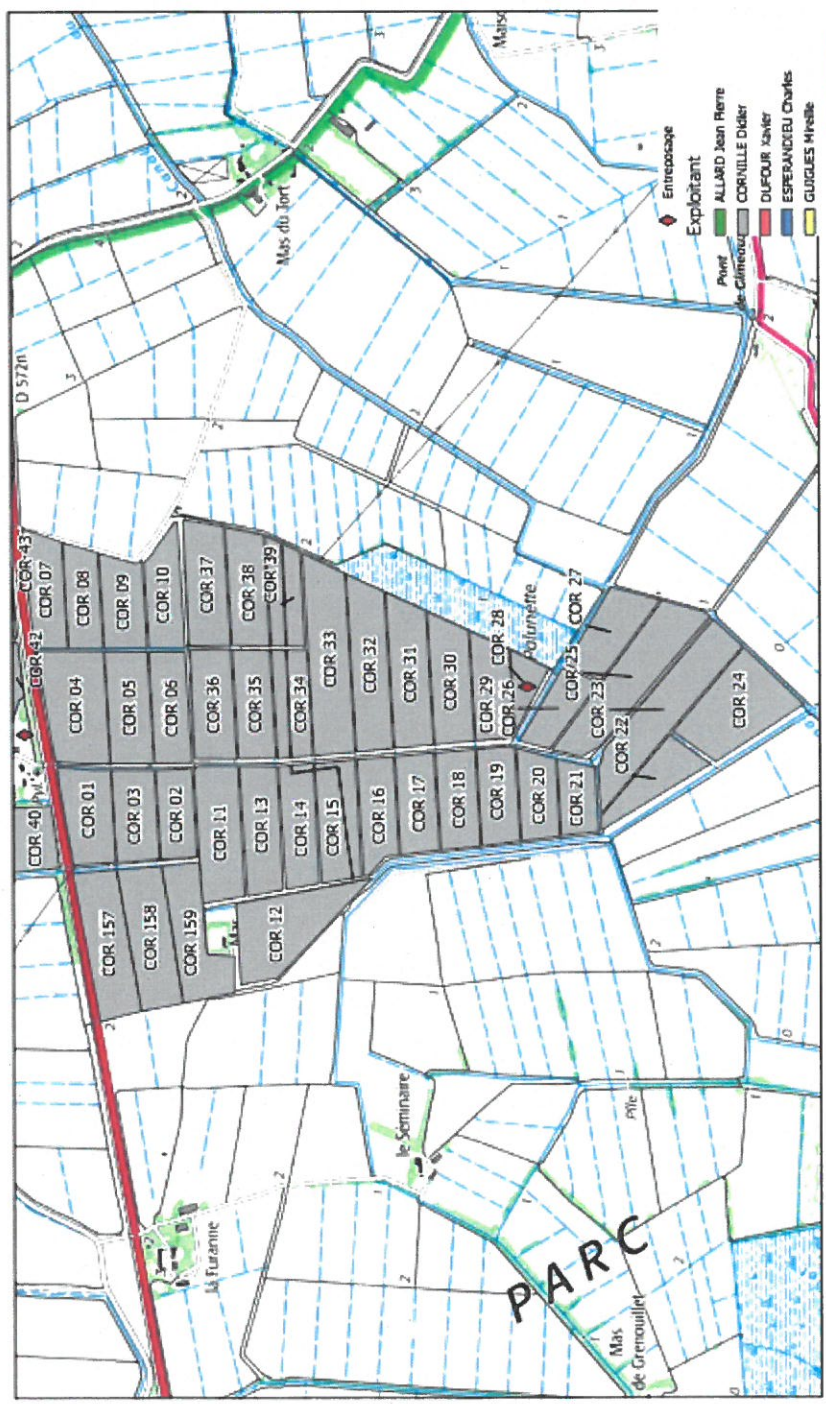 D 572n
COR 43
COR 42
COR 40
COR 07
COR 08
COR 09
COR 10
COR 37
COR 38
COR 39
COR 04
COR 05
COR 06
COR 36
COR 35
COR 34
COR 33
COR 32
COR 31
COR 30
COR 29
COR 28
COR 26
COR 27
COR 25
COR 23
COR 22
COR 24
COR 01
COR 03
COR 02
COR 11
COR 13
COR 14
COR 15
COR 16
COR 17
COR 18
COR 19
COR 20
COR 21
COR 157
COR 158
COR 159
COR 12
Mas
Mas du Tort
la Furanne
le Séminaire
PARC
Mas
de Grenouillet
Pont
Entreposage
Exploitant
ALLARD Jean Pierre
CORNILLE Didier
DUFOUR Xavier
ESPERANDIEU Charles
GUIGUES Mireille